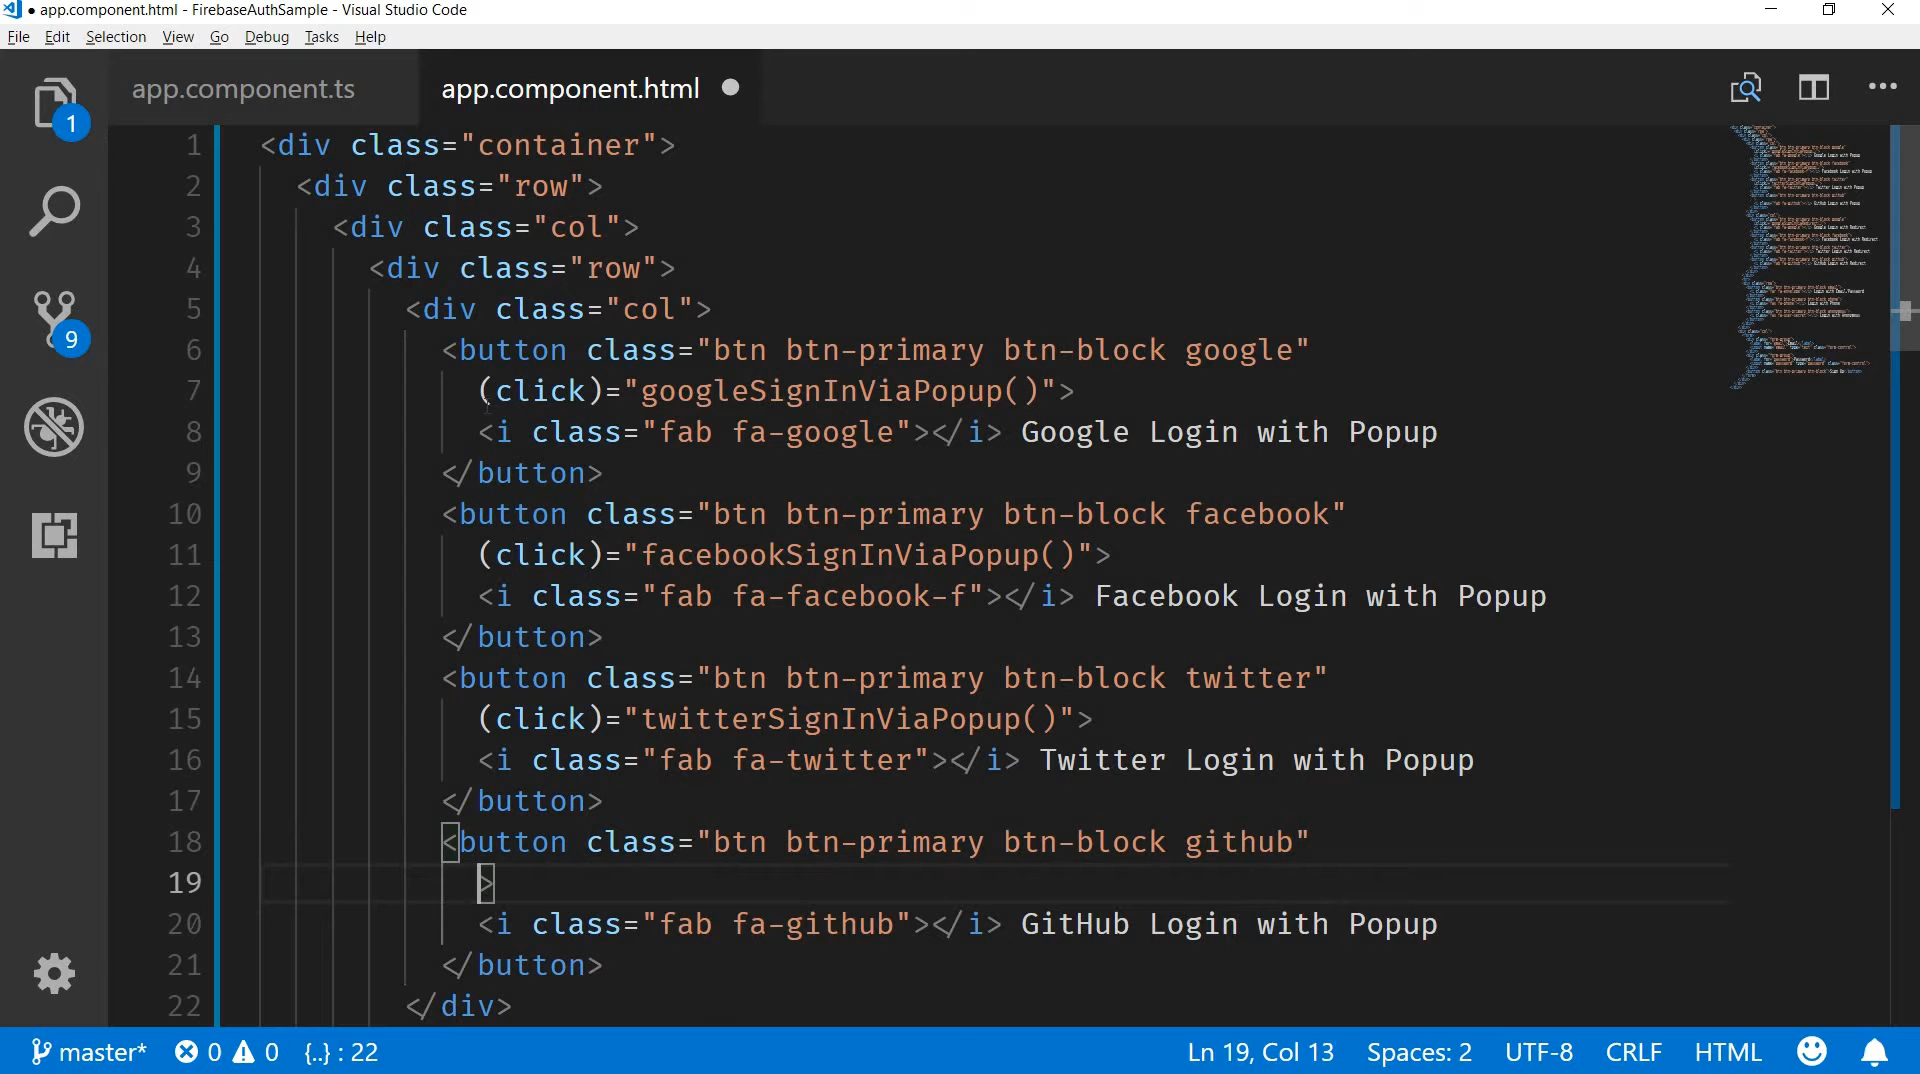 ● app.component.html - FirebaseAuthSample - Visual Studio Code
File Edit Selection View Go Debug Tasks Help
app.component.ts app.component.html
1
9
1 <div class="container">
2 <div class="row">
3 <div class="col">
4 <div class="row">
5 <div class="col">
6 <button class="btn btn-primary btn-block google"
7 (click)="googleSignInViaPopup()">
8 <i class="fab fa-google"></i> Google Login with Popup
9 </button>
10 <button class="btn btn-primary btn-block facebook"
11 (click)="facebookSignInViaPopup()">
12 <i class="fab fa-facebook-f"></i> Facebook Login with Popup
13 </button>
14 <button class="btn btn-primary btn-block twitter"
15 (click)="twitterSignInViaPopup()">
16 <i class="fab fa-twitter"></i> Twitter Login with Popup
17 </button>
18 <button class="btn btn-primary btn-block github"
19 >
20 <i class="fab fa-github"></i> GitHub Login with Popup
21 </button>
22 </div>
master* 0 0 {..} : 22 Ln 19, Col 13 Spaces: 2 UTF-8 CRLF HTML